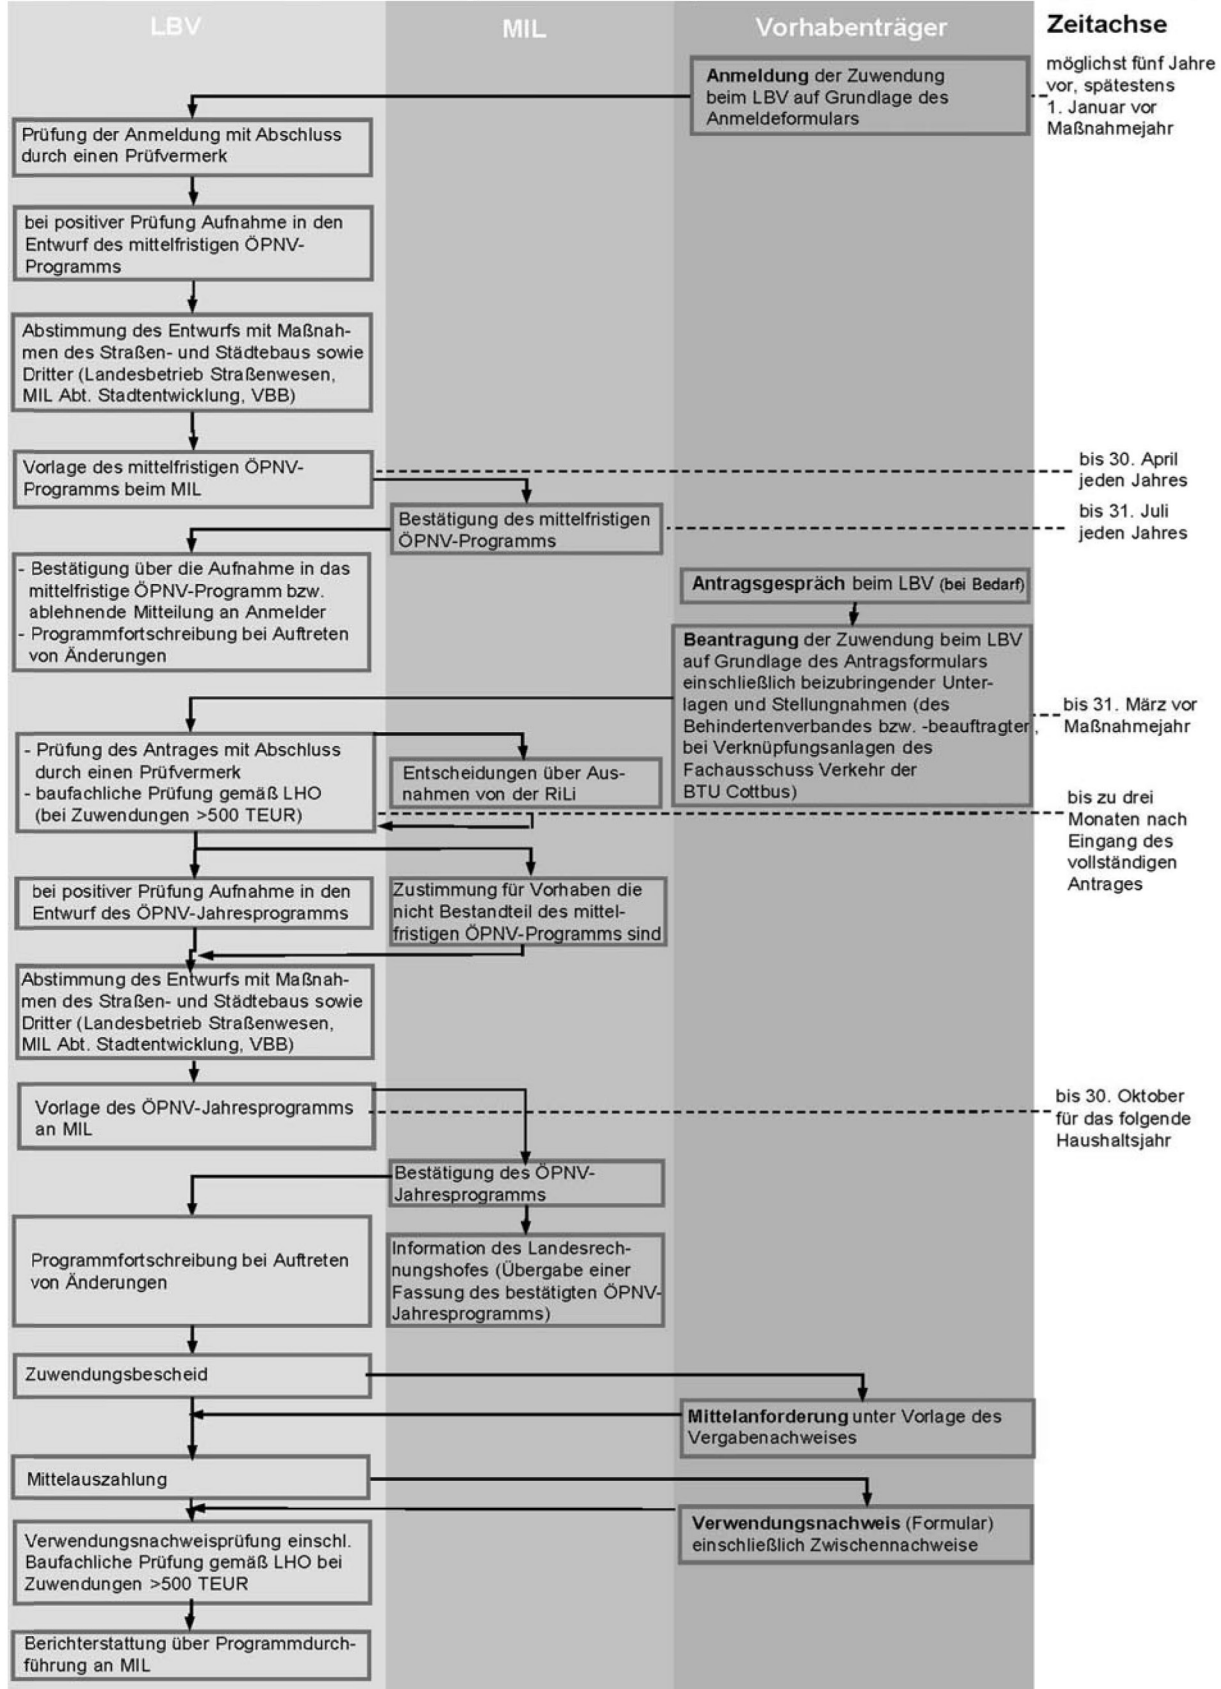 LBV
MIL
Vorhabenträger
Zeitachse
Anmeldung der Zuwendung
beim LBV auf Grundlage des
Anmeldeformulars
möglichst fünf Jahre
vor, spätestens
1. Januar vor
Maßnahmejahr
Prüfung der Anmeldung mit Abschluss
durch einen Prüfvermerk
bei positiver Prüfung Aufnahme in den
Entwurf des mittelfristigen ÖPNV-
Programms
Abstimmung des Entwurfs mit Maßnah-
men des Straßen- und Städtebaus sowie
Dritter (Landesbetrieb Straßenwesen,
MIL Abt. Stadtentwicklung, VBB)
Vorlage des mittelfristigen ÖPNV-
Programms beim MIL
bis 30. April
jeden Jahres
Bestätigung des mittelfristigen
ÖPNV-Programms
bis 31. Juli
jeden Jahres
- Bestätigung über die Aufnahme in das
mittelfristige ÖPNV-Programm bzw.
ablehnende Mitteilung an Anmelder
- Programmfortschreibung bei Auftreten
von Änderungen
Antragsgespräch beim LBV (bei Bedarf)
Beantragung der Zuwendung beim LBV
auf Grundlage des Antragsformulars
einschließlich beizubringender Unter-
lagen und Stellungnahmen (des
Behindertenverbandes bzw. -beauftragter,
bei Verknüpfungsanlagen des
Fachausschuss Verkehr der
BTU Cottbus)
bis 31. März vor
Maßnahmejahr
- Prüfung des Antrages mit Abschluss
durch einen Prüfvermerk
- baufachliche Prüfung gemäß LHO
(bei Zuwendungen >500 TEUR)
Entscheidungen über Aus-
nahmen von der RiLi
bis zu drei
Monaten nach
Eingang des
vollständigen
Antrages
bei positiver Prüfung Aufnahme in den
Entwurf des ÖPNV-Jahresprogramms
Zustimmung für Vorhaben die
nicht Bestandteil des mittel-
fristigen ÖPNV-Programms sind
Abstimmung des Entwurfs mit Maßnah-
men des Straßen- und Städtebaus sowie
Dritter (Landesbetrieb Straßenwesen,
MIL Abt. Stadtentwicklung, VBB)
Vorlage des ÖPNV-Jahresprogramms
an MIL
bis 30. Oktober
für das folgende
Haushaltsjahr
Bestätigung des ÖPNV-
Jahresprogramms
Programmfortschreibung bei Auftreten
von Änderungen
Information des Landesrech-
nungshofes (Übergabe einer
Fassung des bestätigten ÖPNV-
Jahresprogramms)
Zuwendungsbescheid
Mittelanforderung unter Vorlage des
Vergabenachweises
Mittelauszahlung
Verwendungsnachweis (Formular)
einschließlich Zwischennachweise
Verwendungsnachweisprüfung einschl.
Baufachliche Prüfung gemäß LHO bei
Zuwendungen >500 TEUR
Berichterstattung über Programmdurch-
führung an MIL